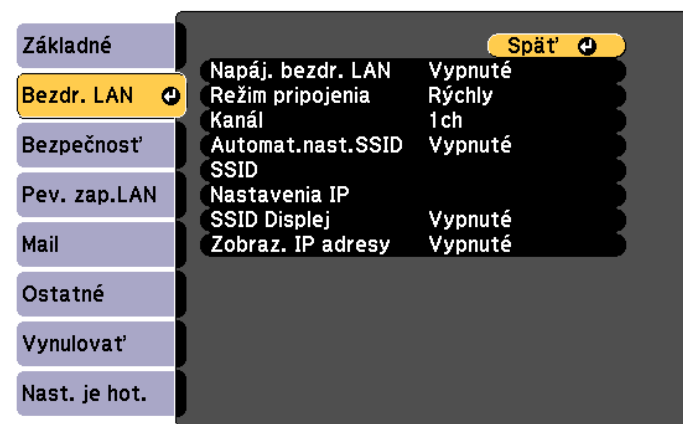 Základné
Bezdr. LAN
Bezpečnosť
Pev. zap.LAN
Mail
Ostatné
Vynulovať
Nast. je hot.
Späť
Napáj. bezdr. LAN Vypnuté
Režim pripojenia Rýchly
Kanál 1ch
Automat.nast.SSID Vypnuté
SSID
Nastavenia IP
SSID Displej Vypnuté
Zobraz. IP adresy Vypnuté